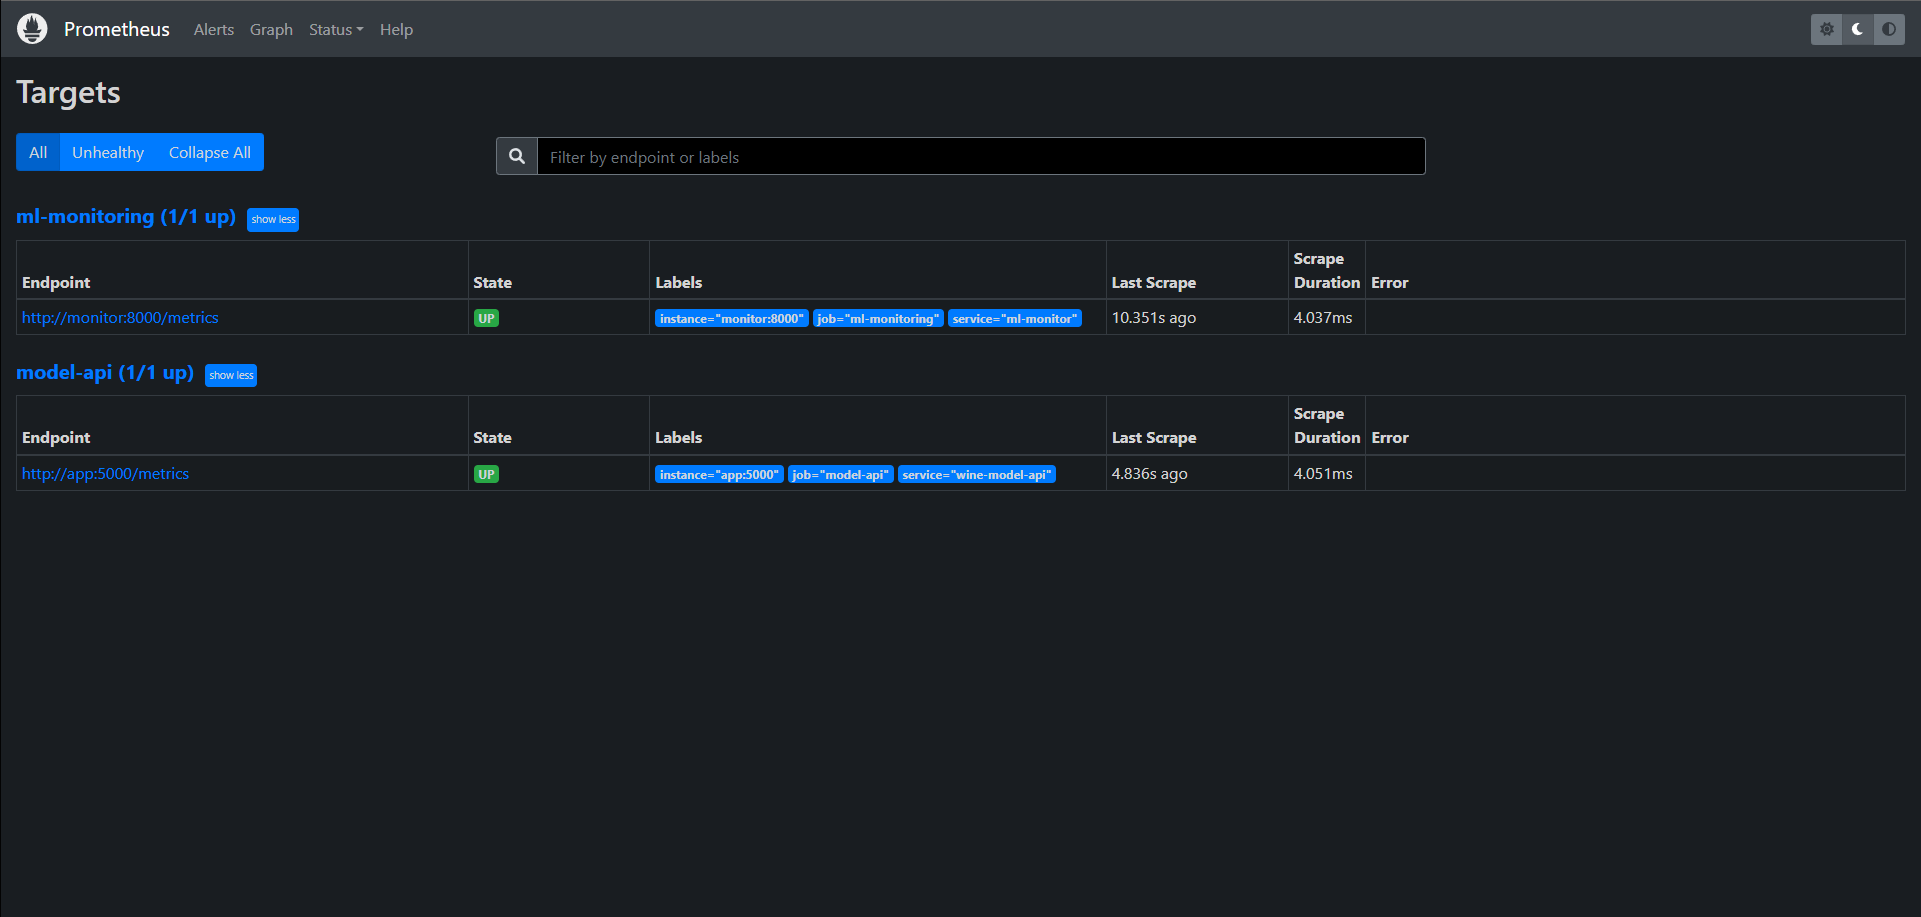 Prometheus Alerts Graph Status Help
Targets
All Unhealthy Collapse All
Filter by endpoint or labels
ml-monitoring (1/1 up) show less
Endpoint State Labels Last Scrape Scrape Duration Error
http://monitor:8000/metrics UP instance="monitor:8000" job="ml-monitoring" service="ml-monitor" 10.351s ago 4.037ms
model-api (1/1 up) show less
Endpoint State Labels Last Scrape Scrape Duration Error
http://app:5000/metrics UP instance="app:5000" job="model-api" service="wine-model-api" 4.836s ago 4.051ms